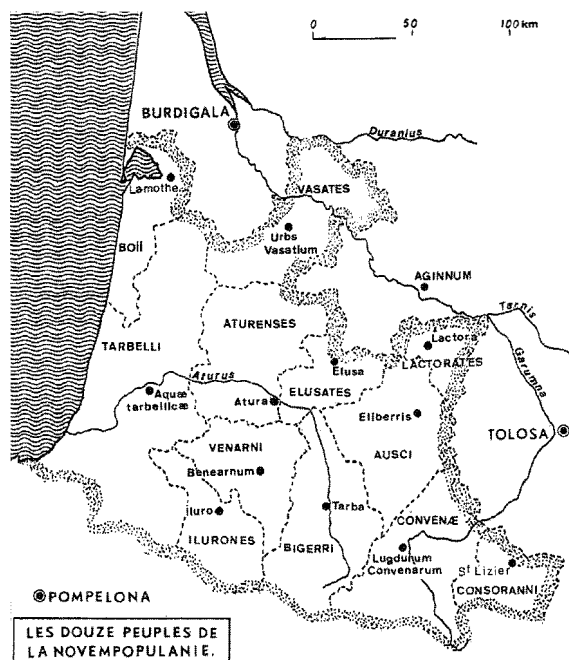 0 50 100 km
BURDIGALA
Duranius
Lamothe
VASATES
Urbs
Vasatium
BOII
AGINNUM
Tarnis
ATURENSES
Lactora
TARBELLI
LACTORATES
Garumna
Elusa
Aturus
Aquæ
tarbellicæ
ELUSATES
Atura
Eliberris
TOLOSA
VENARNI
AUSCI
Benearnum
Iluro
Tarba
CONVENÆ
ILURONES
BIGERRI
Lugdunum
Convenarum
St Lizier
CONSORANNI
POMPELONA
LES DOUZE PEUPLES DE
LA NOVEMPOPULANIE.